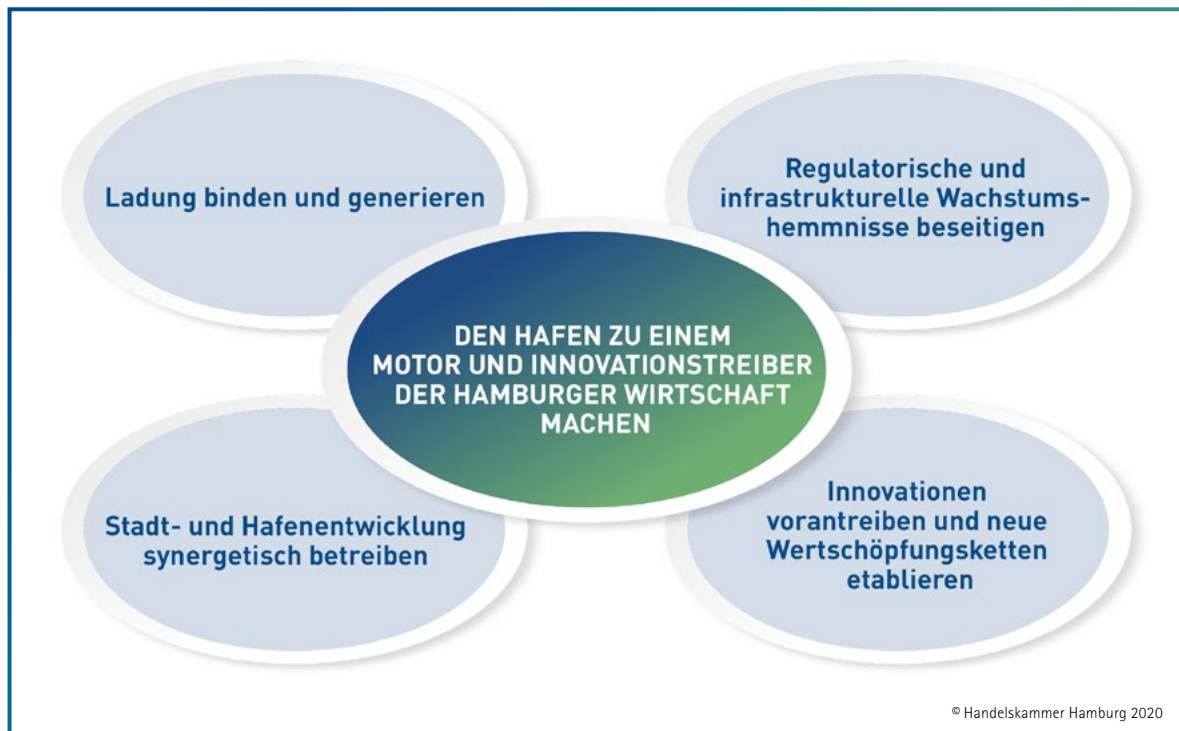 Ladung binden und generieren
Regulatorische und
infrastrukturelle Wachstums-
hemmnisse beseitigen
DEN HAFEN ZU EINEM
MOTOR UND INNOVATIONSTREIBER
DER HAMBURGER WIRTSCHAFT
MACHEN
Stadt- und Hafenentwicklung
synergetisch betreiben
Innovationen
vorantreiben und neue
Wertschöpfungsketten
etablieren
© Handelskammer Hamburg 2020